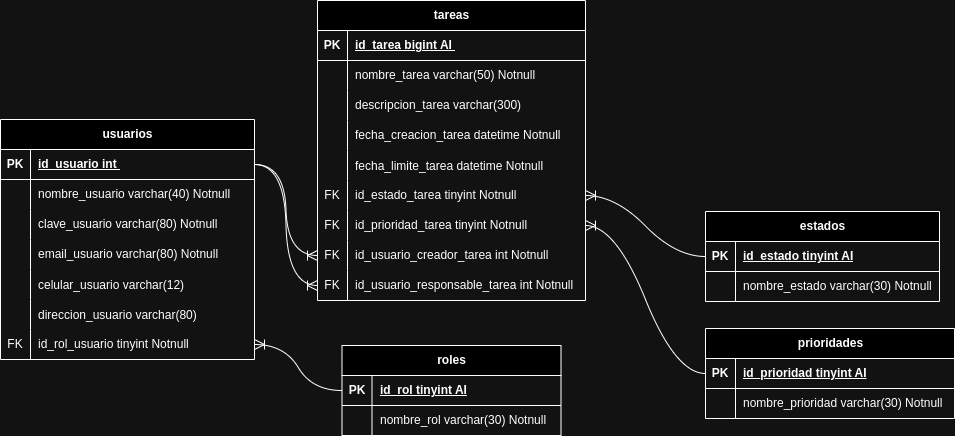 tareas
PK id_tarea bigint AI
nombre_tarea varchar(50) Notnull
descripcion_tarea varchar(300)
fecha_creacion_tarea datetime Notnull
fecha_limite_tarea datetime Notnull
FK id_estado_tarea tinyint Notnull
FK id_prioridad_tarea tinyint Notnull
FK id_usuario_creador_tarea int Notnull
FK id_usuario_responsable_tarea int Notnull
usuarios
PK id_usuario int
nombre_usuario varchar(40) Notnull
clave_usuario varchar(80) Notnull
email_usuario varchar(80) Notnull
celular_usuario varchar(12)
direccion_usuario varchar(80)
FK id_rol_usuario tinyint Notnull
estados
PK id_estado tinyint AI
nombre_estado varchar(30) Notnull
prioridades
PK id_prioridad tinyint AI
nombre_prioridad varchar(30) Notnull
roles
PK id_rol tinyint AI
nombre_rol varchar(30) Notnull